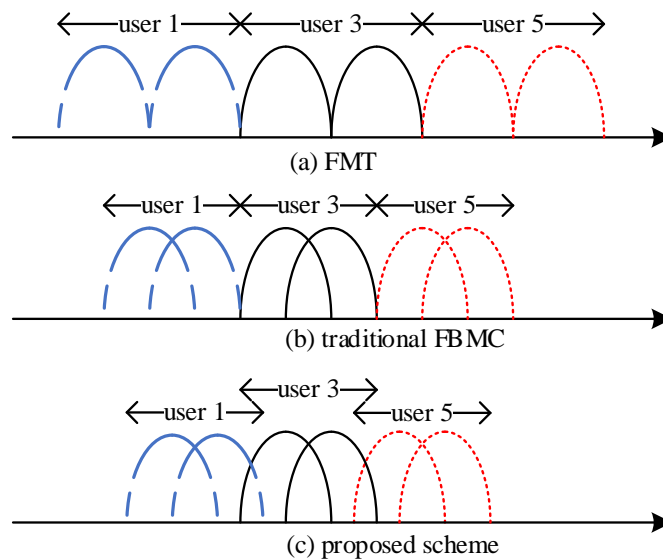 user 1 user 3 user 5
(a) FMT
user 1 user 3 user 5
(b) traditional FBMC
user 3
user 1 user 5
(c) proposed scheme